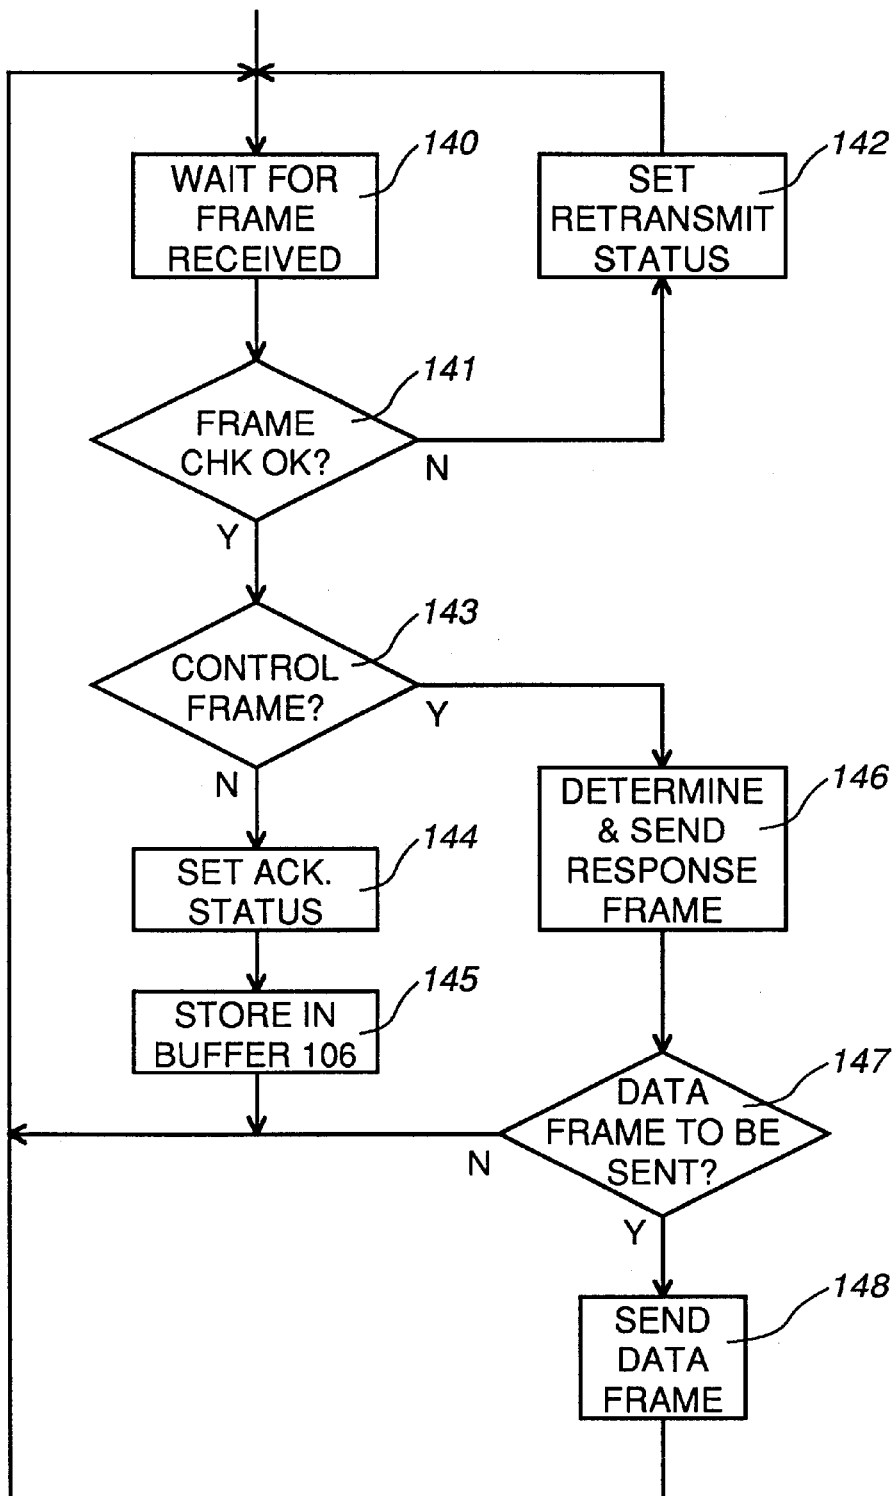 140
WAIT FOR
FRAME
RECEIVED
142
SET
RETRANSMIT
STATUS
141
FRAME
CHK OK?
N
Y
143
CONTROL
FRAME?
Y
N
146
DETERMINE
& SEND
RESPONSE
FRAME
144
SET ACK.
STATUS
145
STORE IN
BUFFER 106
147
DATA
FRAME TO BE
SENT?
N
Y
148
SEND
DATA
FRAME